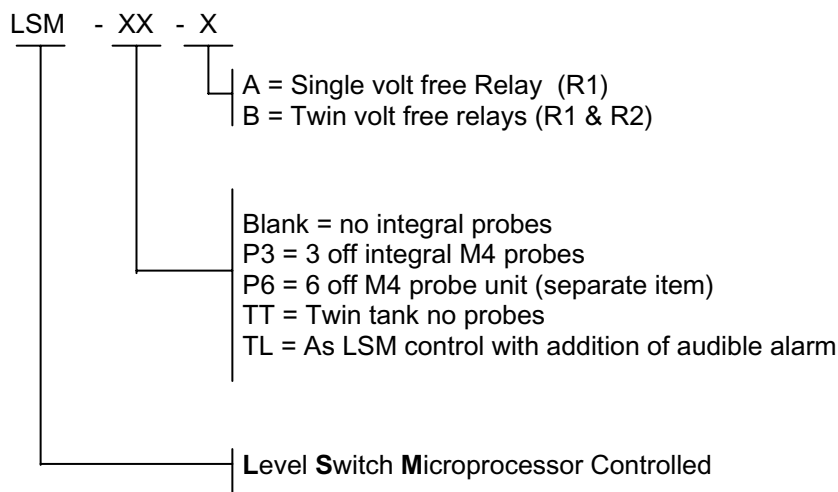 LSM - XX - X
A = Single volt free Relay (R1)
B = Twin volt free relays (R1 & R2)
Blank = no integral probes
P3 = 3 off integral M4 probes
P6 = 6 off M4 probe unit (separate item)
TT = Twin tank no probes
TL = As LSM control with addition of audible alarm
Level Switch Microprocessor Controlled